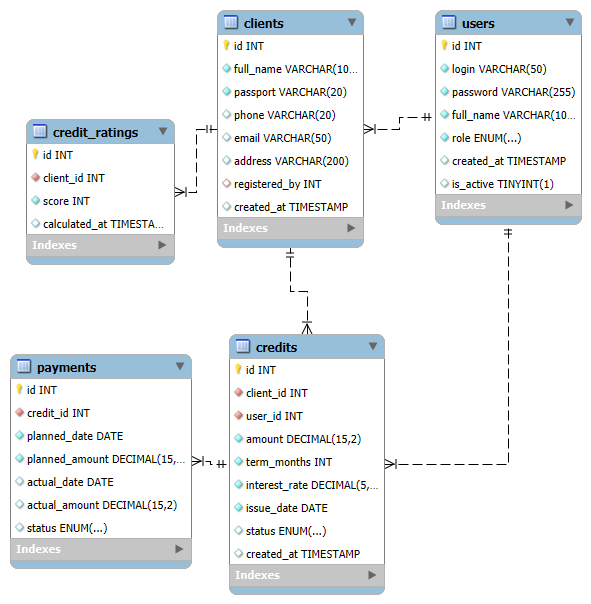 clients
id INT
full_name VARCHAR(10...
passport VARCHAR(20)
phone VARCHAR(20)
email VARCHAR(50)
address VARCHAR(200)
registered_by INT
created_at TIMESTAMP
Indexes
users
id INT
login VARCHAR(50)
password VARCHAR(255)
full_name VARCHAR(10...
role ENUM(...)
created_at TIMESTAMP
is_active TINYINT(1)
Indexes
credit_ratings
id INT
client_id INT
score INT
calculated_at TIMESTA...
Indexes
credits
id INT
client_id INT
user_id INT
amount DECIMAL(15,2)
term_months INT
interest_rate DECIMAL(5,...
issue_date DATE
status ENUM(...)
created_at TIMESTAMP
Indexes
payments
id INT
credit_id INT
planned_date DATE
planned_amount DECIMAL(15,...
actual_date DATE
actual_amount DECIMAL(15,2)
status ENUM(...)
Indexes